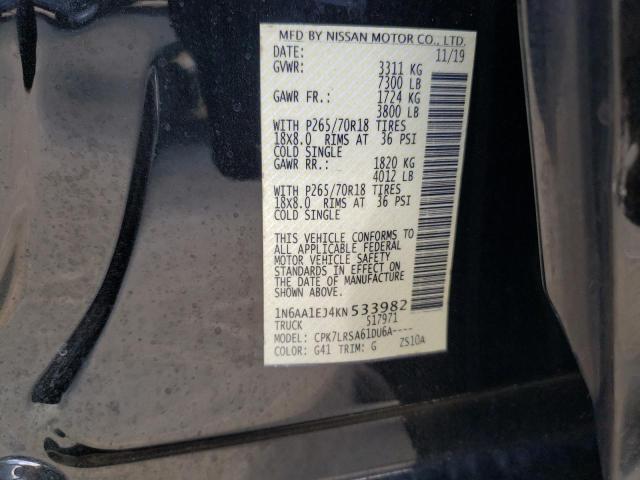 MFD BY NISSAN MOTOR CO., LTD.
DATE: 11/19
GVWR: 3311 KG
7300 LB
GAWR FR.: 1724 KG
3800 LB
WITH P265/70R18 TIRES
18X8.0 RIMS AT 36 PSI
COLD SINGLE
GAWR RR.: 1820 KG
4012 LB
WITH P265/70R18 TIRES
18X8.0 RIMS AT 36 PSI
COLD SINGLE
THIS VEHICLE CONFORMS TO
ALL APPLICABLE FEDERAL
MOTOR VEHICLE SAFETY
STANDARDS IN EFFECT ON
THE DATE OF MANUFACTURE
SHOWN ABOVE.
1N6AA1EJ4KN533982
TRUCK 517971
MODEL: CPK7LRSA61DU6A----
COLOR: G41 TRIM: G ZS10A